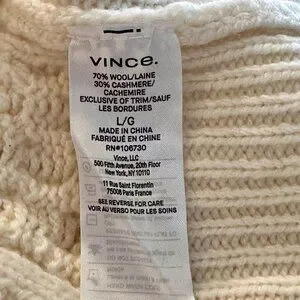 VINCE.
70% WOOL/LAINE
30% CASHMERE/
CACHEMIRE
EXCLUSIVE OF TRIM/SAUF
LES BORDURES
L/G
MADE IN CHINA
FABRIQUÉ EN CHINE
RN#106730
Vince, LLC
500 Fifth Avenue, 20th Floor
New York, NY 10110
11 Rue Saint Florentin
75008 Paris France
SEE REVERSE FOR CARE
VOIR AU VERSO POUR LES SOINS